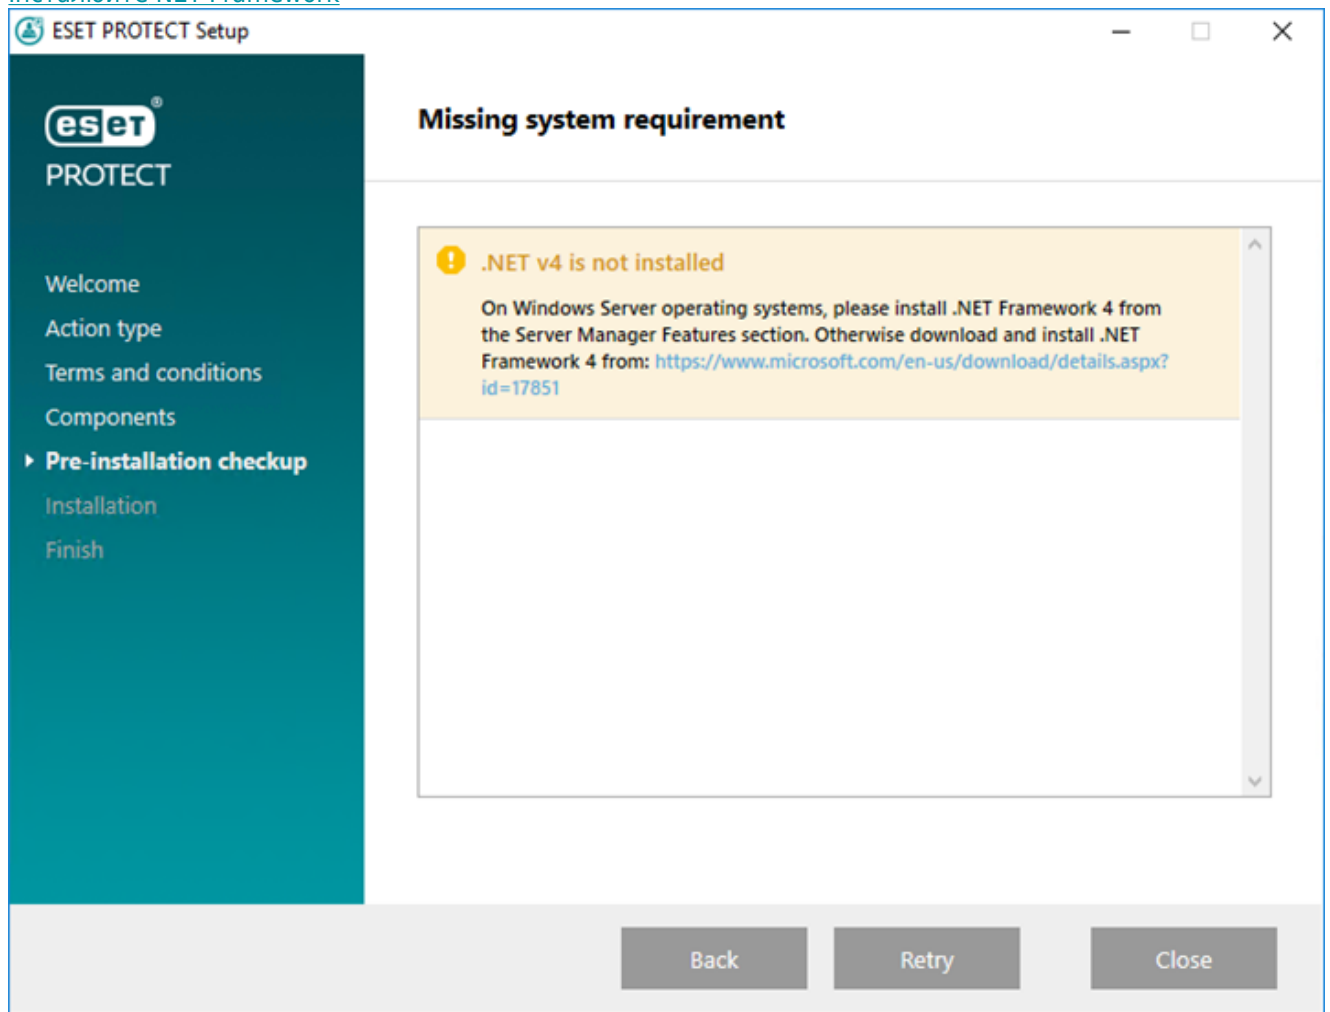 NET Framework
ESET PROTECT Setup
eset®
PROTECT
Welcome
Action type
Terms and conditions
Components
Pre-installation checkup
Installation
Finish
Missing system requirement
.NET v4 is not installed
On Windows Server operating systems, please install .NET Framework 4 from
the Server Manager Features section. Otherwise download and install .NET
Framework 4 from: https://www.microsoft.com/en-us/download/details.aspx?
id=17851
Back
Retry
Close